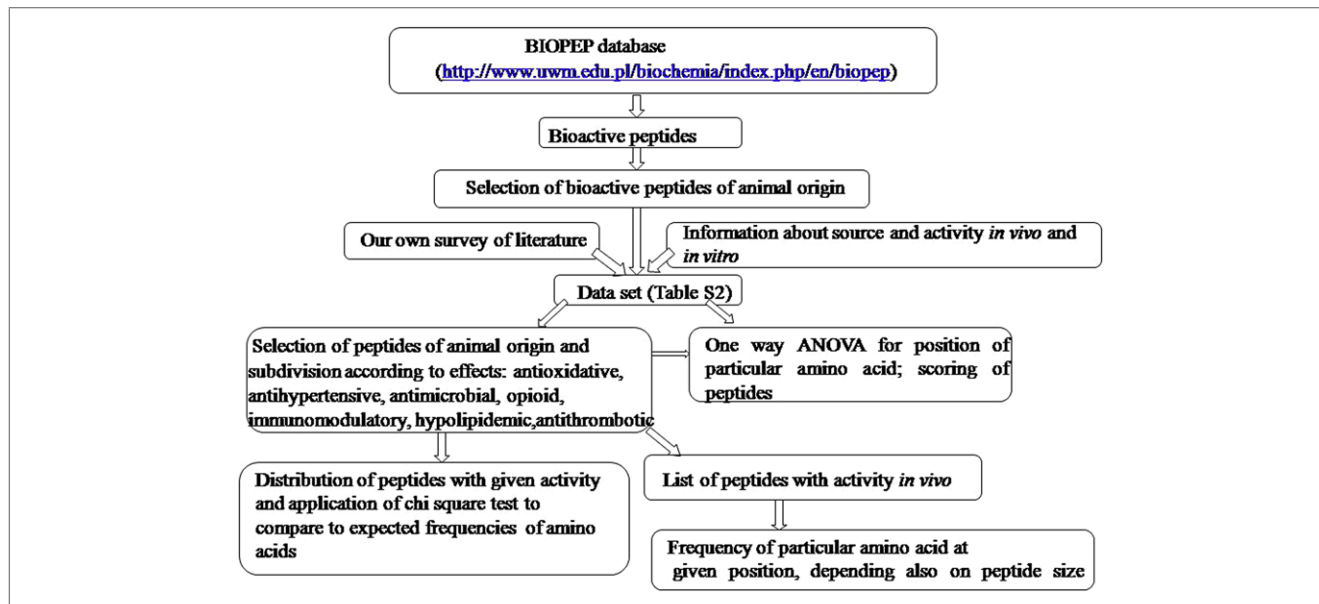 BIOPEP database
(http://www.uwm.edu.pl/biochemia/index.php/en/biopep)
Bioactive peptides
Selection of bioactive peptides of animal origin
Our own survey of literature
Information about source and activity in vivo and
in vitro
Data set (Table S2)
Selection of peptides of animal origin and
subdivision according to effects: antioxidative,
antihypertensive, antimicrobial, opioid,
immunomodulatory, hypolipidemic,antithrombotic
One way ANOVA for position of
particular amino acid; scoring of
peptides
Distribution of peptides with given activity
and application of chi square test to
compare to expected frequencies of amino
acids
List of peptides with activity in vivo
Frequency of particular amino acid at
given position, depending also on peptide size